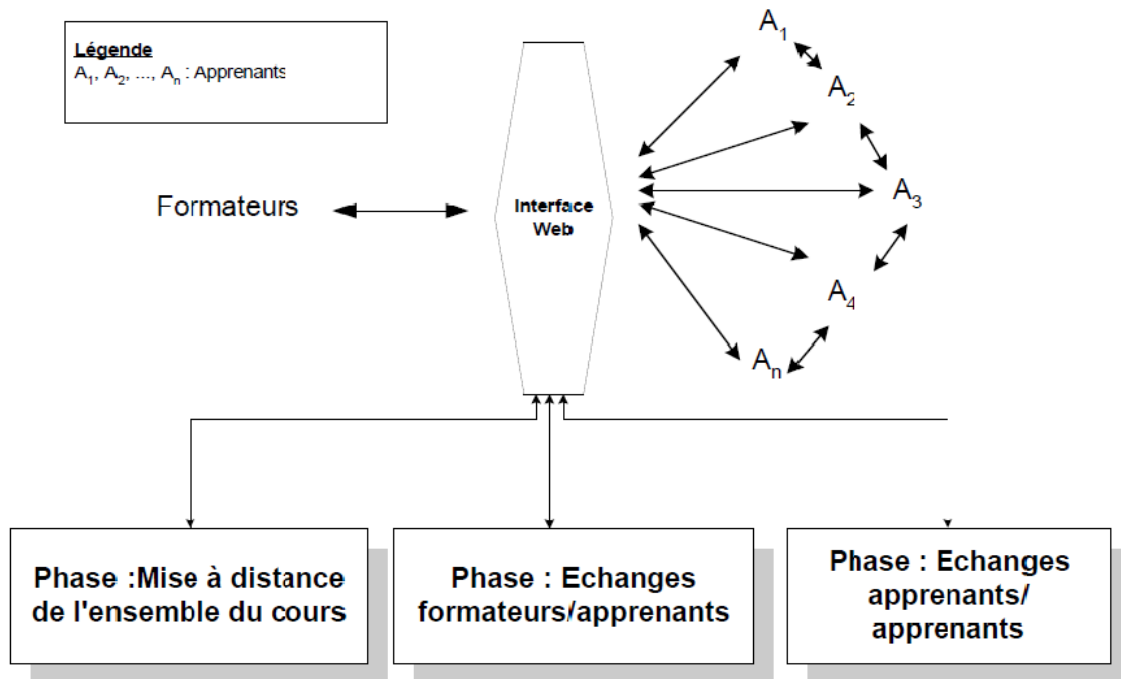 Légende
A1, A2, ..., An : Apprenants
A1
A2
Formateurs
Interface
Web
A3
A4
An
Phase :Mise à distance
de l'ensemble du cours
Phase : Echanges
formateurs/apprenants
Phase : Echanges
apprenants/
apprenants